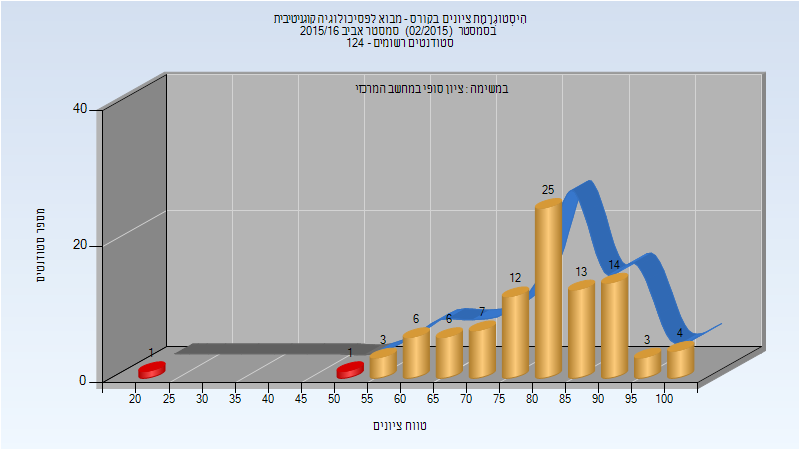 היסטוגרמת ציונים בקורס - מבוא לפסיכולוגיה קוגניטיבית
בסמסטר (02/2015) סמסטר אביב 2015/16
סטודנטים רשומים - 124
במשימה : ציון סופי במחשב המרכזי
מספר סטודנטים
40
20
0
1
1
3
6
6
7
12
25
13
14
3
4
20 25 30 35 40 45 50 55 60 65 70 75 80 85 90 95 100
טווח ציונים